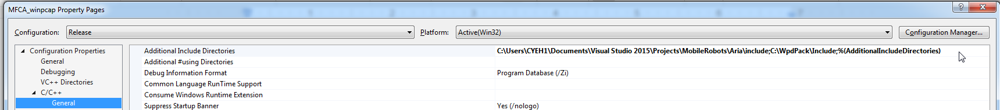 MFCA_winpcap Property Pages
Configuration: Release Platform: Active(Win32) Configuration Manager...
Configuration Properties
General
Debugging
VC++ Directories
C/C++
General
Additional Include Directories C:\Users\CYEH1\Documents\Visual Studio 2015\Projects\MobileRobots\Aria\include;C:\WpdPack\Include;%(AdditionalIncludeDirectories)
Additional #using Directories
Debug Information Format Program Database (/Zi)
Common Language RunTime Support
Consume Windows Runtime Extension
Suppress Startup Banner Yes (/nologo)